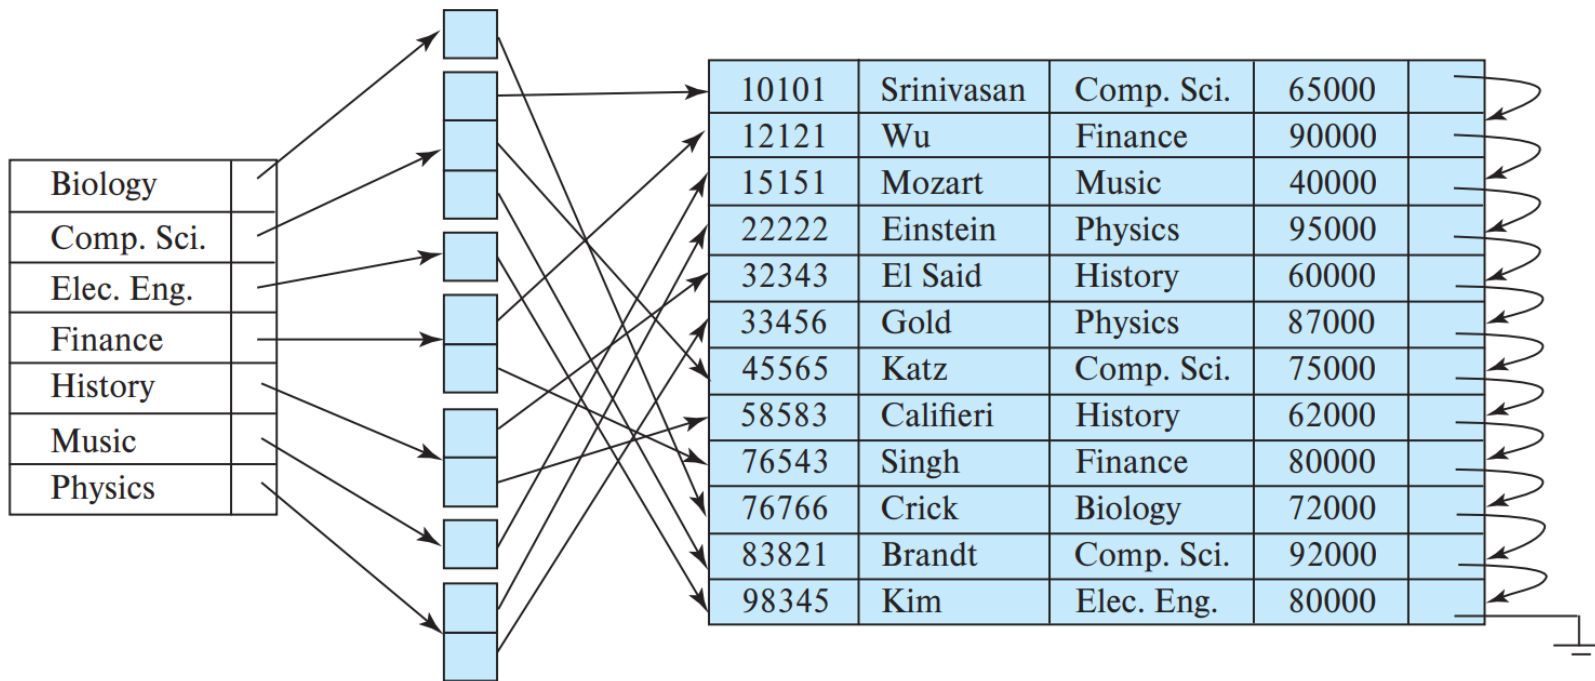 Biology
Comp. Sci.
Elec. Eng.
Finance
History
Music
Physics
10101 Srinivasan Comp. Sci. 65000
12121 Wu Finance 90000
15151 Mozart Music 40000
22222 Einstein Physics 95000
32343 El Said History 60000
33456 Gold Physics 87000
45565 Katz Comp. Sci. 75000
58583 Califieri History 62000
76543 Singh Finance 80000
76766 Crick Biology 72000
83821 Brandt Comp. Sci. 92000
98345 Kim Elec. Eng. 80000